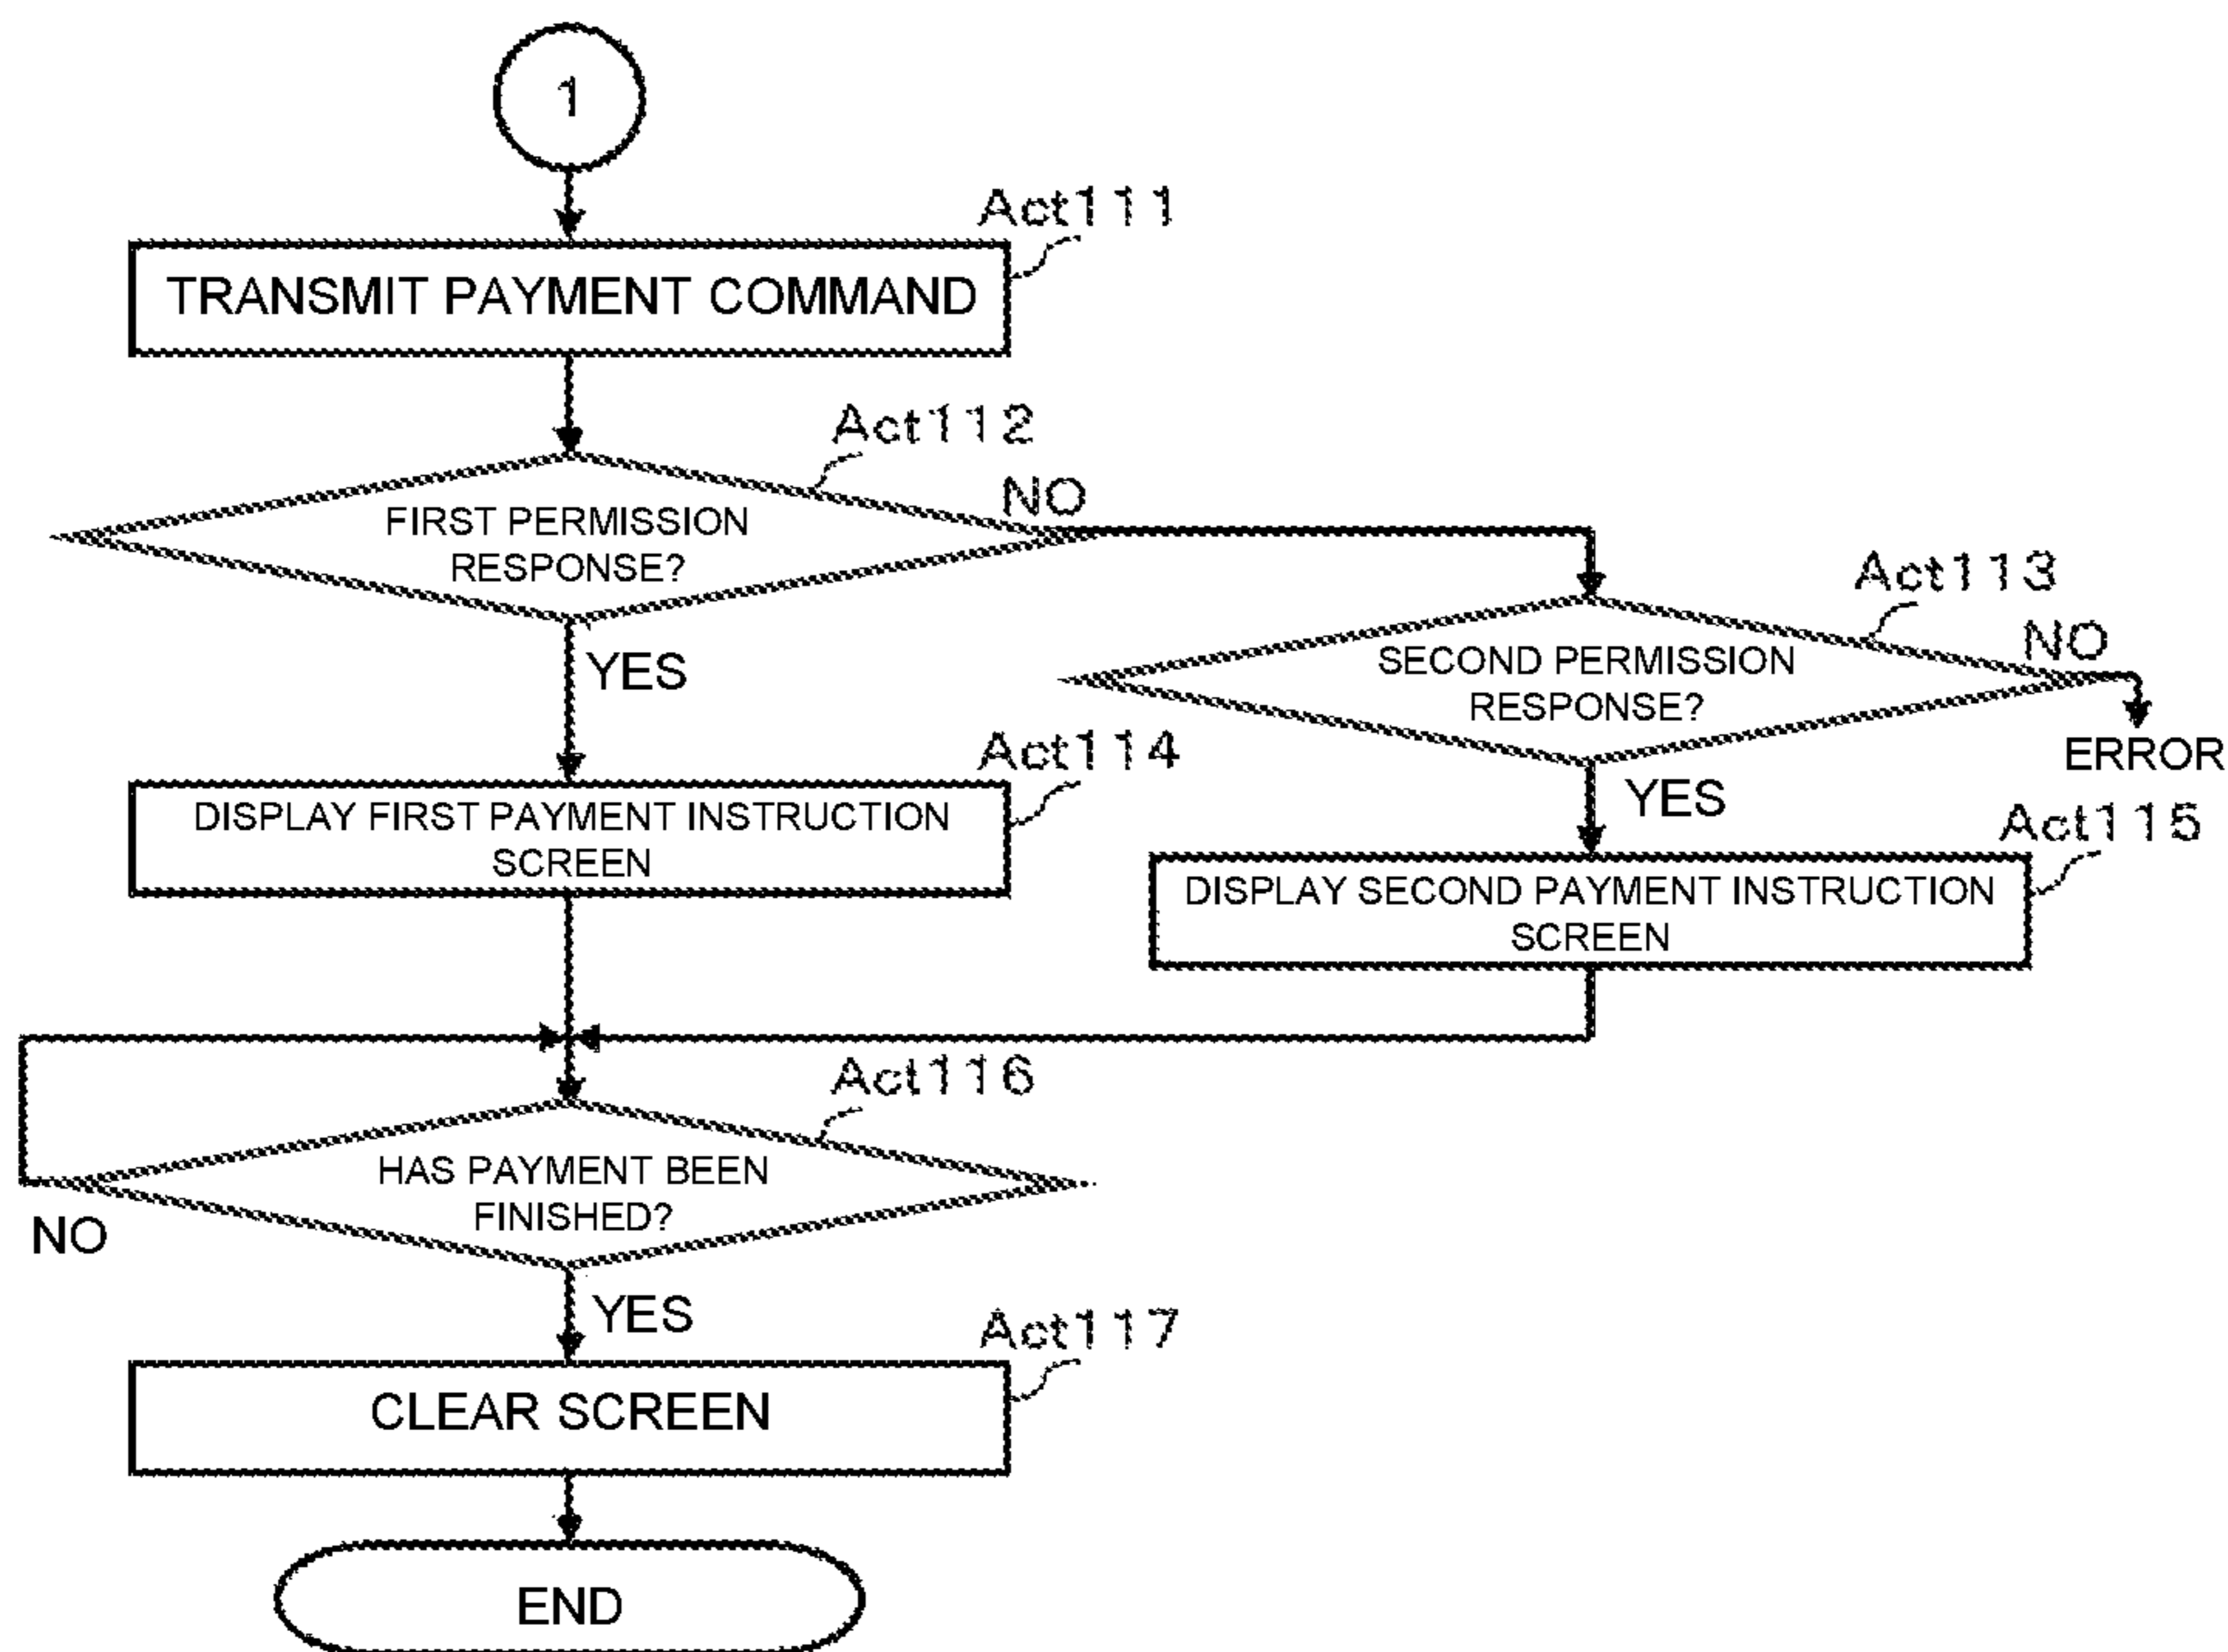 1
Act111
TRANSMIT PAYMENT COMMAND
Act112
NO
FIRST PERMISSION
RESPONSE?
YES
Act113
NO
SECOND PERMISSION
RESPONSE?
ERROR
YES
Act114
DISPLAY FIRST PAYMENT INSTRUCTION
SCREEN
Act115
DISPLAY SECOND PAYMENT INSTRUCTION
SCREEN
Act116
HAS PAYMENT BEEN
FINISHED?
NO
YES
Act117
CLEAR SCREEN
END